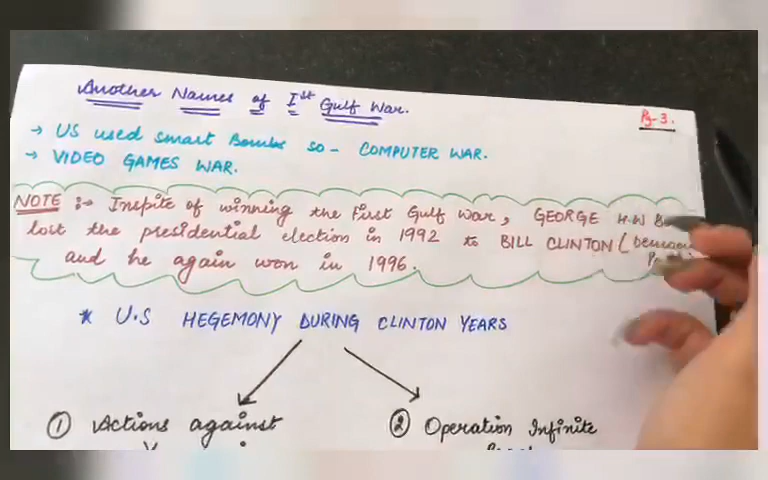 Another Names of Ist Gulf War.
Pg-3.
→ US used smart Bombs so - COMPUTER WAR.
→ VIDEO GAMES WAR.
NOTE :- Inspite of winning the First Gulf War, GEORGE H.W
lost the presidential election in 1992 to BILL CLINTON (
and he again won in 1996.
* U.S HEGEMONY DURING CLINTON YEARS
① Actions against
② Operation Infinite